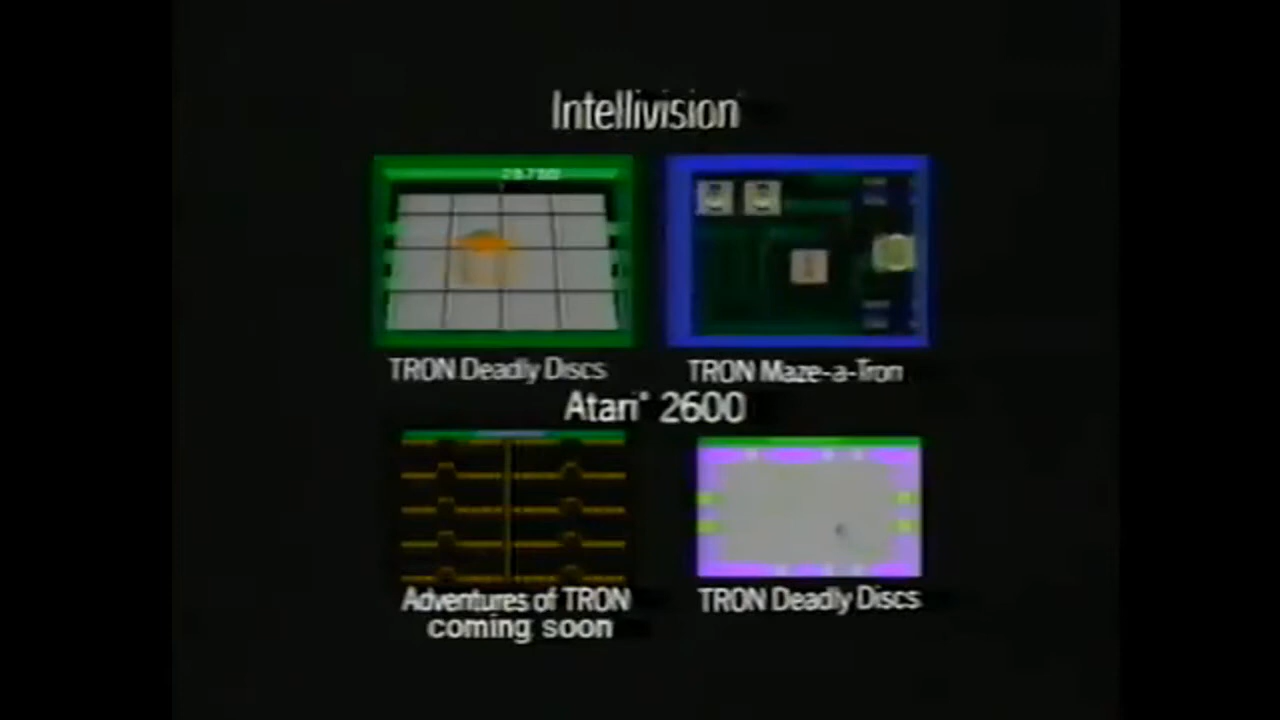 Intellivision
TRON Deadly Discs
TRON Maze-a-Tron
Atari® 2600
Adventures of TRON
coming soon
TRON Deadly Discs